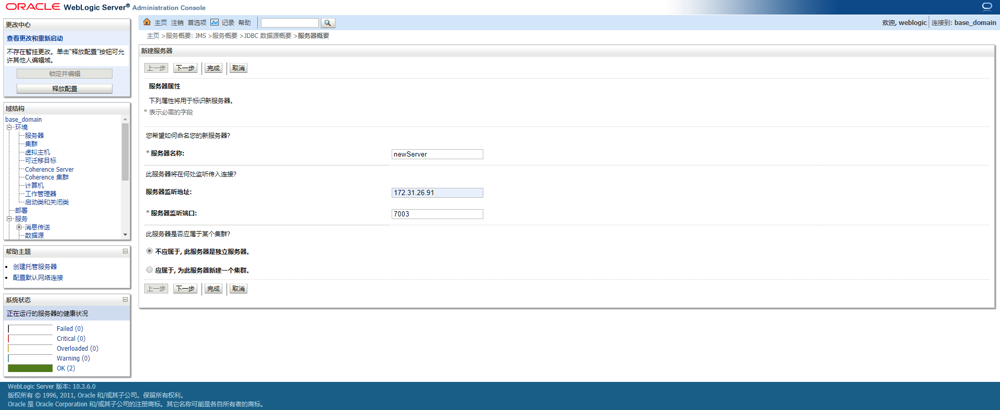 ORACLE WebLogic Server® Administration Console
更改中心
查看更改和重新启动
不存在暂挂更改。单击“释放配置”按钮可允
许其他人编辑域。
锁定并编辑
释放配置
域结构
base_domain
环境
服务器
集群
虚拟主机
可迁移目标
Coherence Server
Coherence 集群
计算机
工作管理器
启动类和关闭类
部署
服务
消息传送
数据源
帮助主题
创建托管服务器
配置默认网络连接
系统状态
正在运行的服务器的健康状况
Failed (0)
Critical (0)
Overloaded (0)
Warning (0)
OK (2)
主页 注销 首选项 记录 帮助
欢迎, weblogic 连接到: base_domain
主页 >服务概要: JMS >服务概要 >JDBC 数据源概要 >服务器概要
新建服务器
上一步 下一步 完成 取消
服务器属性
下列属性将用于标识新服务器。
* 表示必需的字段
您希望如何命名您的新服务器?
* 服务器名称: newServer
此服务器将在何处监听传入连接?
服务器监听地址: 172.31.26.91
* 服务器监听端口: 7003
此服务器是否应属于某个集群?
不应属于, 此服务器是独立服务器。
应属于, 为此服务器新建一个集群。
上一步 下一步 完成 取消
WebLogic Server 版本: 10.3.6.0
版权所有 © 1996, 2011, Oracle 和/或其子公司。保留所有权利。
Oracle 是 Oracle Corporation 和/或其子公司的注册商标。其它名称可能是各自所有者的商标。